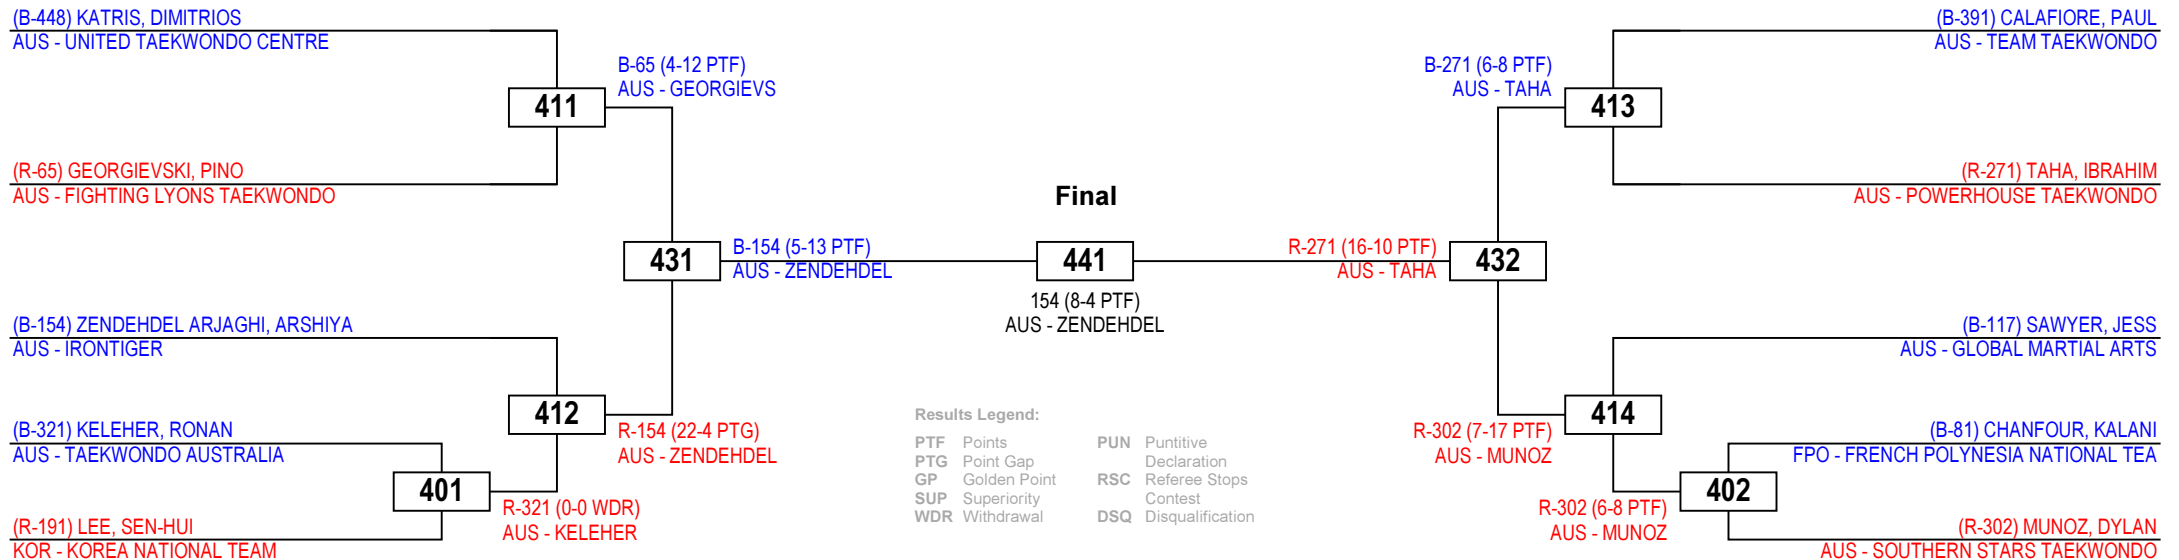 (B-448) KATRIS, DIMITRIOS
AUS - UNITED TAEKWONDO CENTRE
B-65 (4-12 PTF)
AUS - GEORGIEVS
411
(R-65) GEORGIEVSKI, PINO
AUS - FIGHTING LYONS TAEKWONDO
431
B-154 (5-13 PTF)
AUS - ZENDEHDEL
(B-154) ZENDEHDEL ARJAGHI, ARSHIYA
AUS - IRONTIGER
412
R-154 (22-4 PTG)
AUS - ZENDEHDEL
(B-321) KELEHER, RONAN
AUS - TAEKWONDO AUSTRALIA
401
R-321 (0-0 WDR)
AUS - KELEHER
(R-191) LEE, SEN-HUI
KOR - KOREA NATIONAL TEAM
Final
441
154 (8-4 PTF)
AUS - ZENDEHDEL
Results Legend:
PTF Points
PTG Point Gap
GP Golden Point
SUP Superiority
WDR Withdrawal
PUN Puntitive
Declaration
RSC Referee Stops
Contest
DSQ Disqualification
(B-391) CALAFIORE, PAUL
AUS - TEAM TAEKWONDO
B-271 (6-8 PTF)
AUS - TAHA
413
(R-271) TAHA, IBRAHIM
AUS - POWERHOUSE TAEKWONDO
R-271 (16-10 PTF)
AUS - TAHA
432
(B-117) SAWYER, JESS
AUS - GLOBAL MARTIAL ARTS
414
R-302 (7-17 PTF)
AUS - MUNOZ
(B-81) CHANFOUR, KALANI
FPO - FRENCH POLYNESIA NATIONAL TEA
402
R-302 (6-8 PTF)
AUS - MUNOZ
(R-302) MUNOZ, DYLAN
AUS - SOUTHERN STARS TAEKWONDO